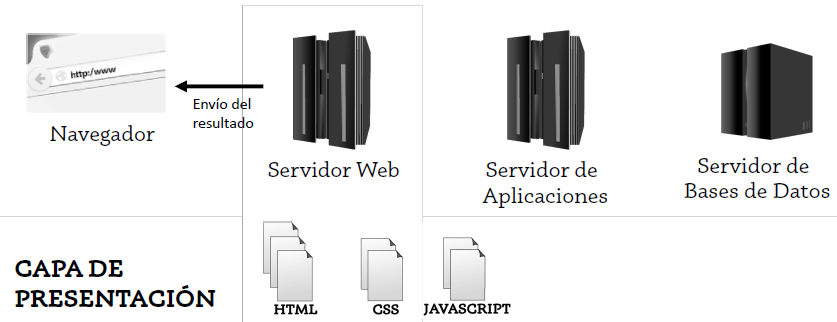 http:/www
Envío del
resultado
Navegador
Servidor Web
Servidor de
Aplicaciones
Servidor de
Bases de Datos
CAPA DE
PRESENTACIÓN
HTML
CSS
JAVASCRIPT